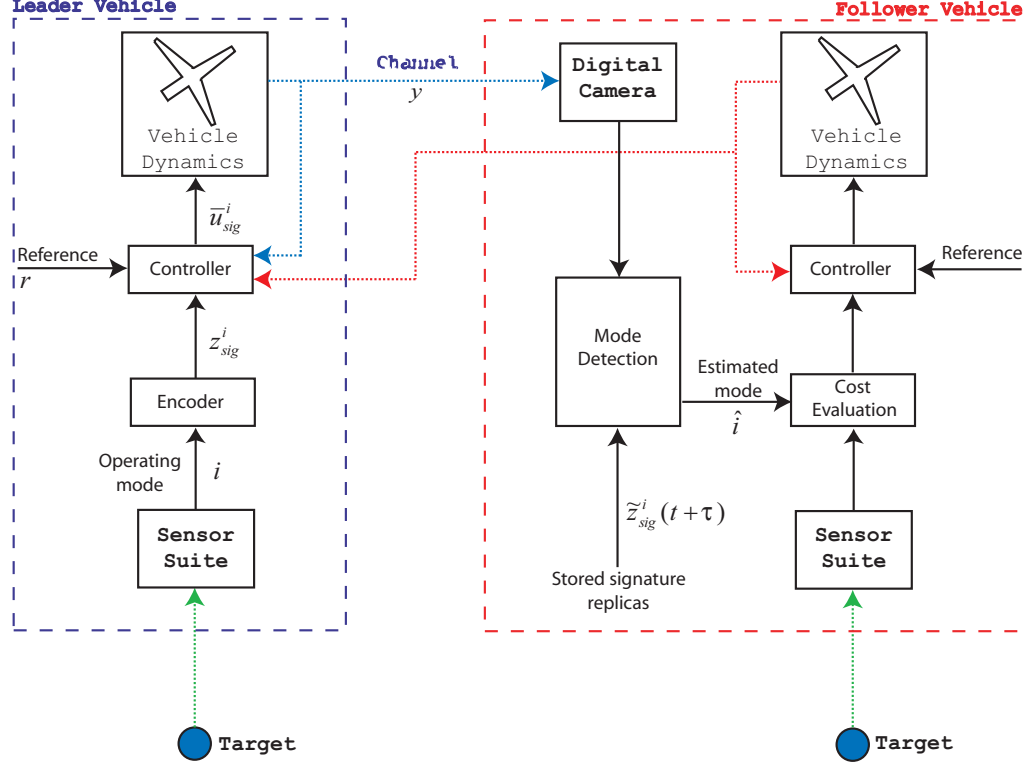 Leader Vehicle
Follower Vehicle
Channel
y
Digital
Camera
Vehicle
Dynamics
Vehicle
Dynamics
u̅^i_sig
Reference
r
Controller
Controller
Reference
z^i_sig
Mode
Detection
Estimated
mode
î
Encoder
Cost
Evaluation
Operating
mode
i
z̃^i_sig(t+τ)
Sensor
Suite
Sensor
Suite
Stored signature
replicas
Target
Target